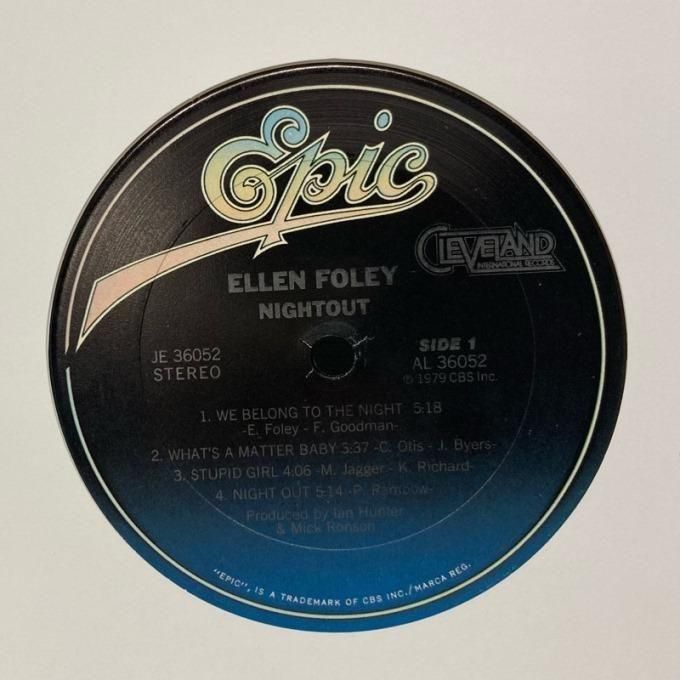 Epic
CLEVELAND
INTERNATIONAL RECORDS
ELLEN FOLEY
NIGHTOUT
JE 36052
STEREO
SIDE 1
AL 36052
℗ 1979 CBS Inc.
1. WE BELONG TO THE NIGHT 5:18
-E. Foley - F. Goodman-
2. WHAT'S A MATTER BABY 3:37 -C. Otis - J. Byers-
3. STUPID GIRL 4:06 -M. Jagger - K. Richard-
4. NIGHT OUT 5:14 -P. Rambow-
Produced by Ian Hunter
& Mick Ronson
"EPIC", IS A TRADEMARK OF CBS INC./MARCA REG.